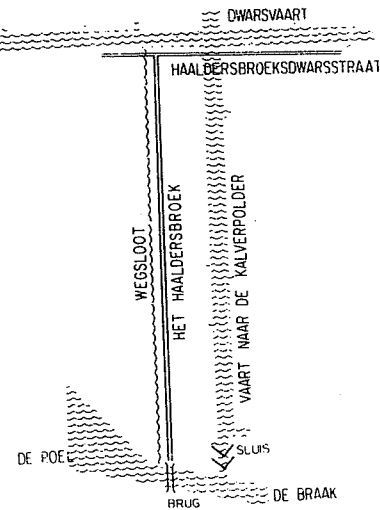 DWARSVAART
HAALDERSBROEKSDWARSSTRAAT
WEGSLOOT
HET HAALDERSBROEK
VAART NAAR DE KALVERPOLDER
SLUIS
DE POEL
DE BRAAK
BRUG